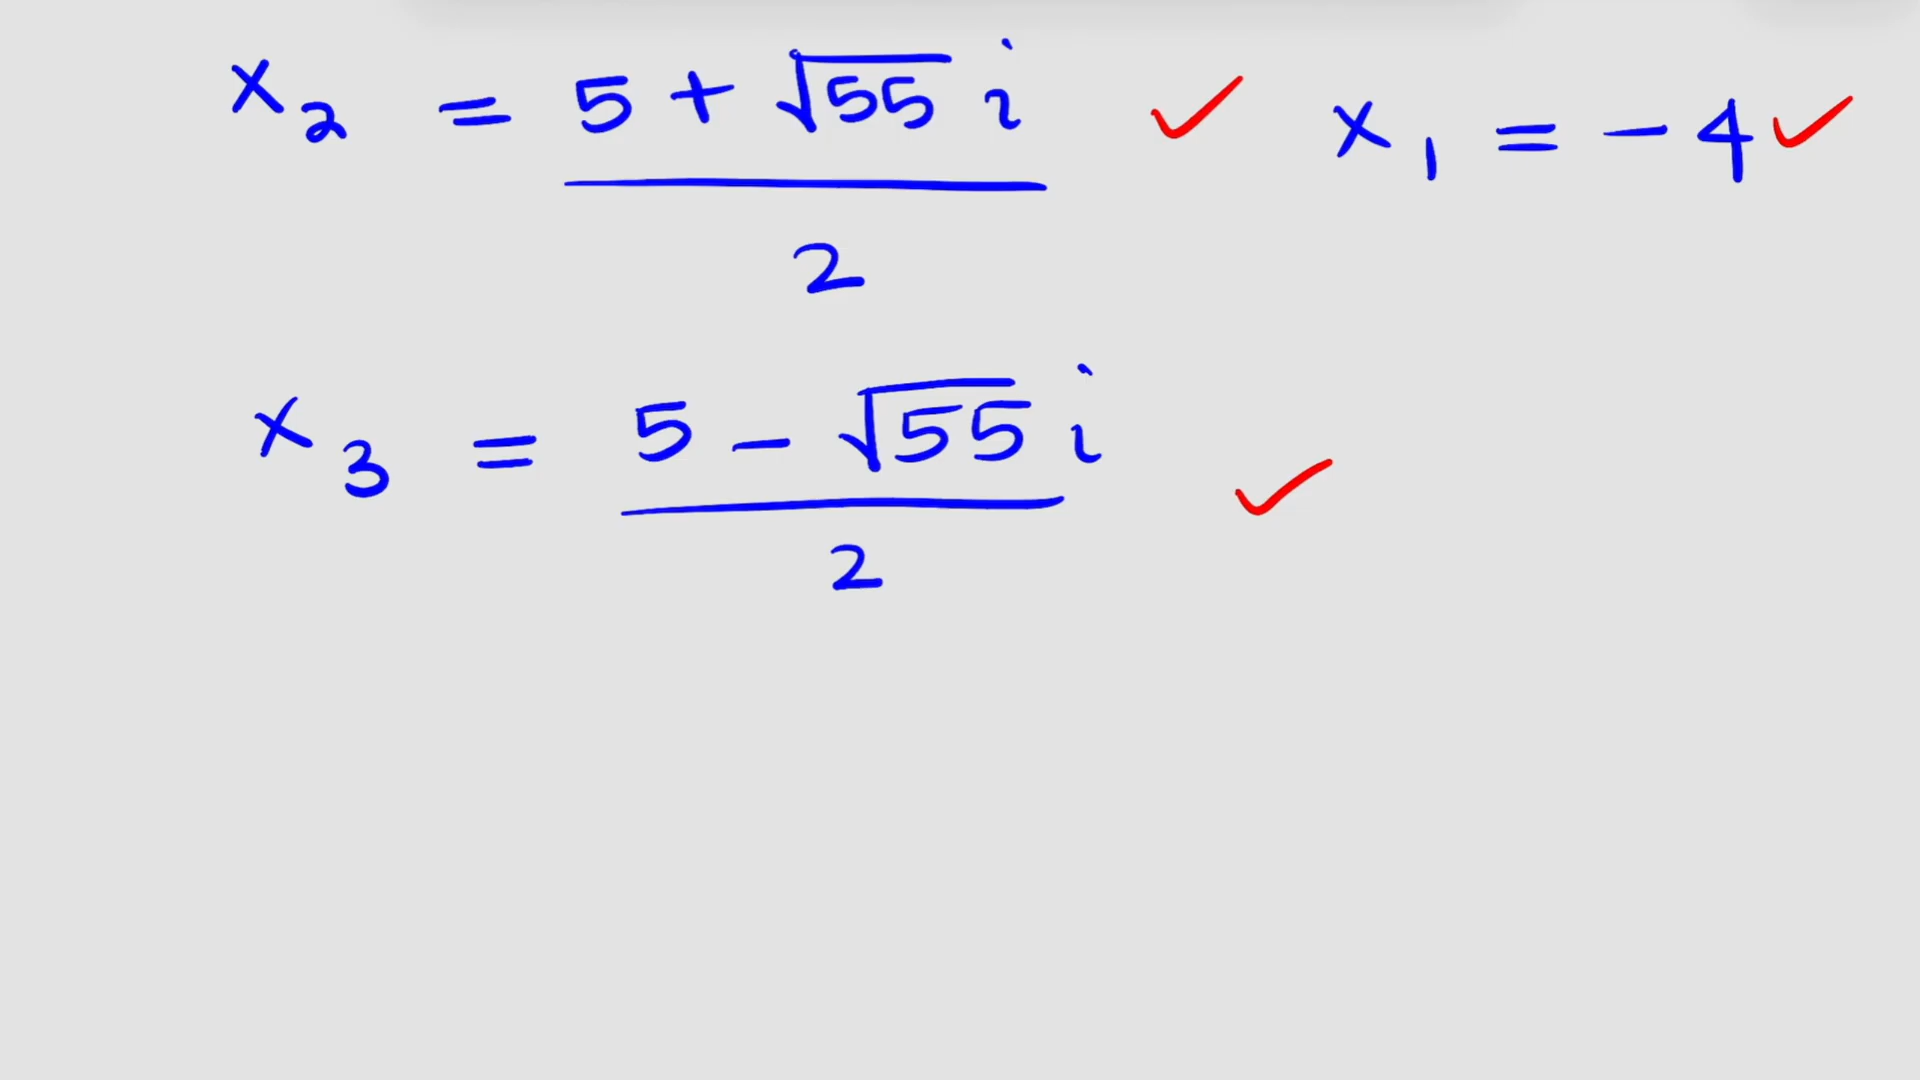 x₂ = (5 + √55 i)/2 ✓ x₁ = -4 ✓
x₃ = (5 - √55 i)/2 ✓